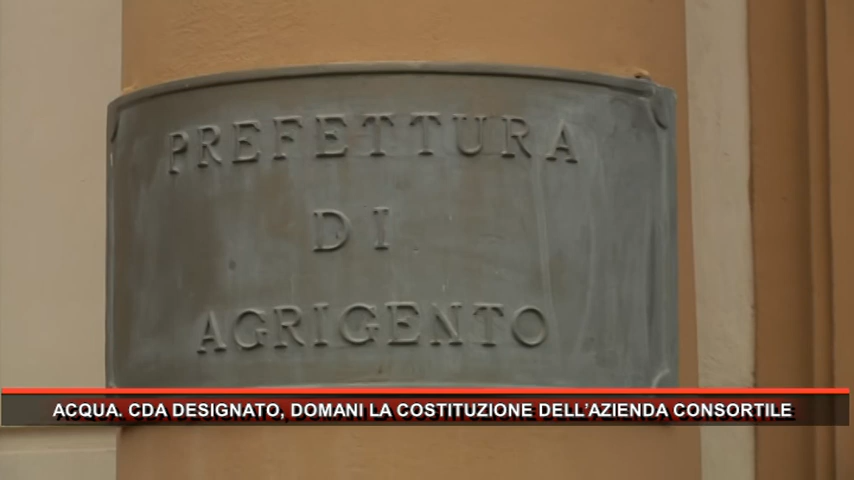 PREFETTURA
DI
AGRIGENTO
ACQUA. CDA DESIGNATO, DOMANI LA COSTITUZIONE DELL'AZIENDA CONSORTILE